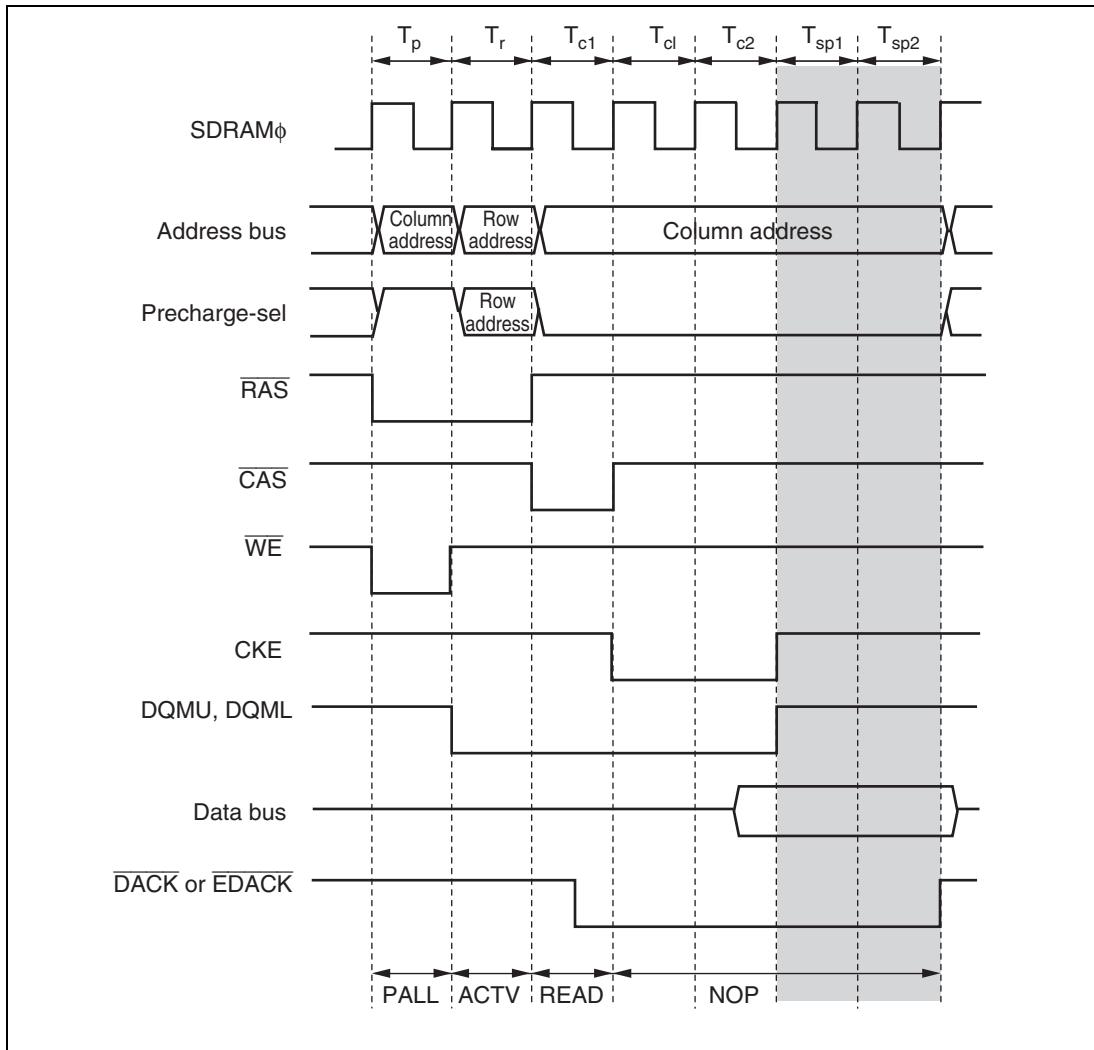 Tp Tr Tc1 Tcl Tc2 Tsp1 Tsp2
SDRAMφ
Address bus
Column
address
Row
address
Column address
Precharge-sel
Row
address
RAS
CAS
WE
CKE
DQMU, DQML
Data bus
DACK or EDACK
PALL ACTV READ NOP